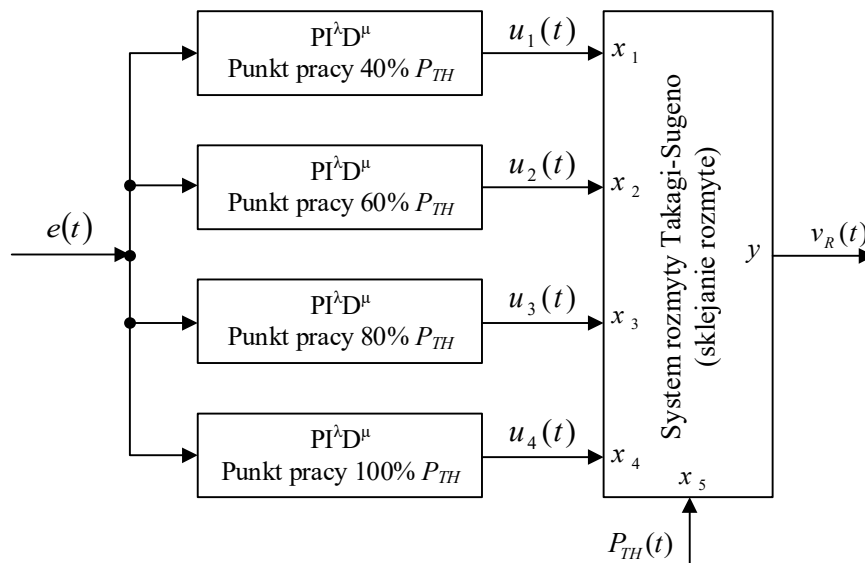 PI^λD^μ
Punkt pracy 40% P_TH
u_1(t)
x_1
PI^λD^μ
Punkt pracy 60% P_TH
u_2(t)
x_2
e(t)
PI^λD^μ
Punkt pracy 80% P_TH
u_3(t)
x_3
PI^λD^μ
Punkt pracy 100% P_TH
u_4(t)
x_4
System rozmyty Takagi-Sugeno
(sklejanie rozmyte)
y
v_R(t)
x_5
P_TH(t)